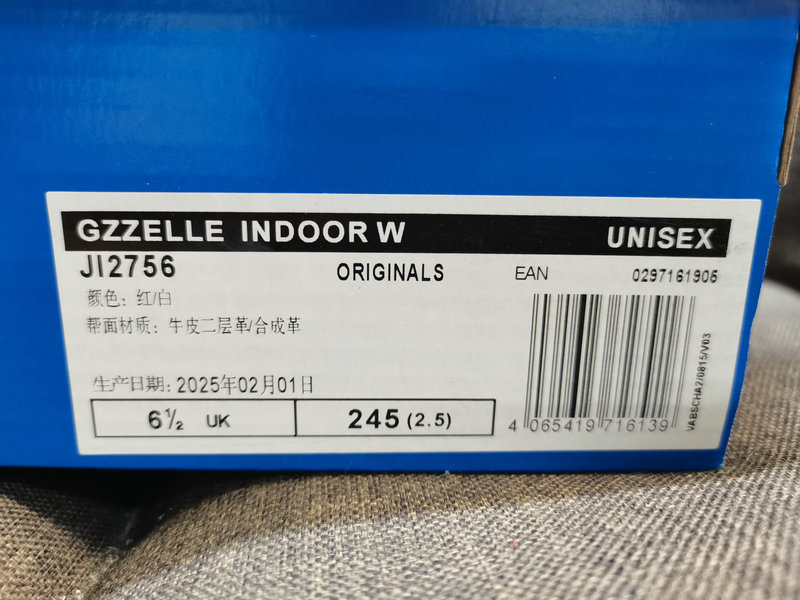 GZZELLE INDOOR W UNISEX
JI2756 ORIGINALS EAN 0297161906
颜色: 红/白
帮面材质: 牛皮二层革/合成革
生产日期: 2025年02月01日
6½ UK 245 (2.5)
4 065419 716139
VABSCHA2/0815/V03